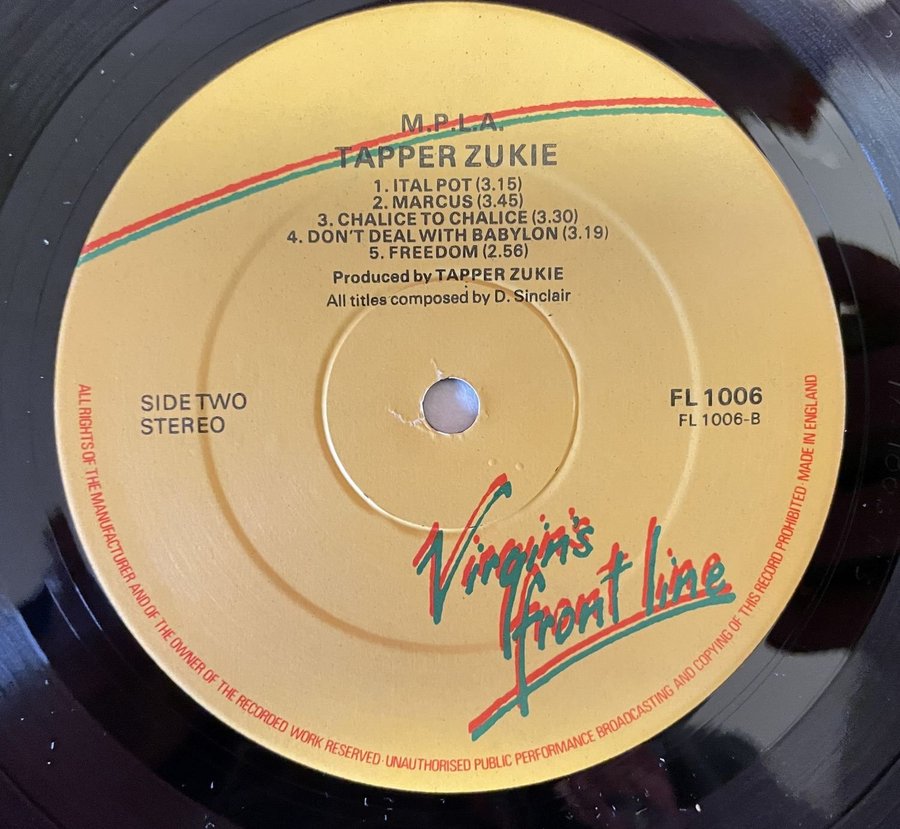 M.P.L.A.
TAPPER ZUKIE
1. ITAL POT (3.15)
2. MARCUS (3.45)
3. CHALICE TO CHALICE (3.30)
4. DON'T DEAL WITH BABYLON (3.19)
5. FREEDOM (2.56)
Produced by TAPPER ZUKIE
All titles composed by D. Sinclair
SIDE TWO
STEREO
FL 1006
FL 1006-B
Virgin's
front line
ALL RIGHTS OF THE MANUFACTURER AND OF THE OWNER OF THE RECORDED WORK RESERVED · UNAUTHORISED PUBLIC PERFORMANCE BROADCASTING AND COPYING OF THIS RECORD PROHIBITED · MADE IN ENGLAND